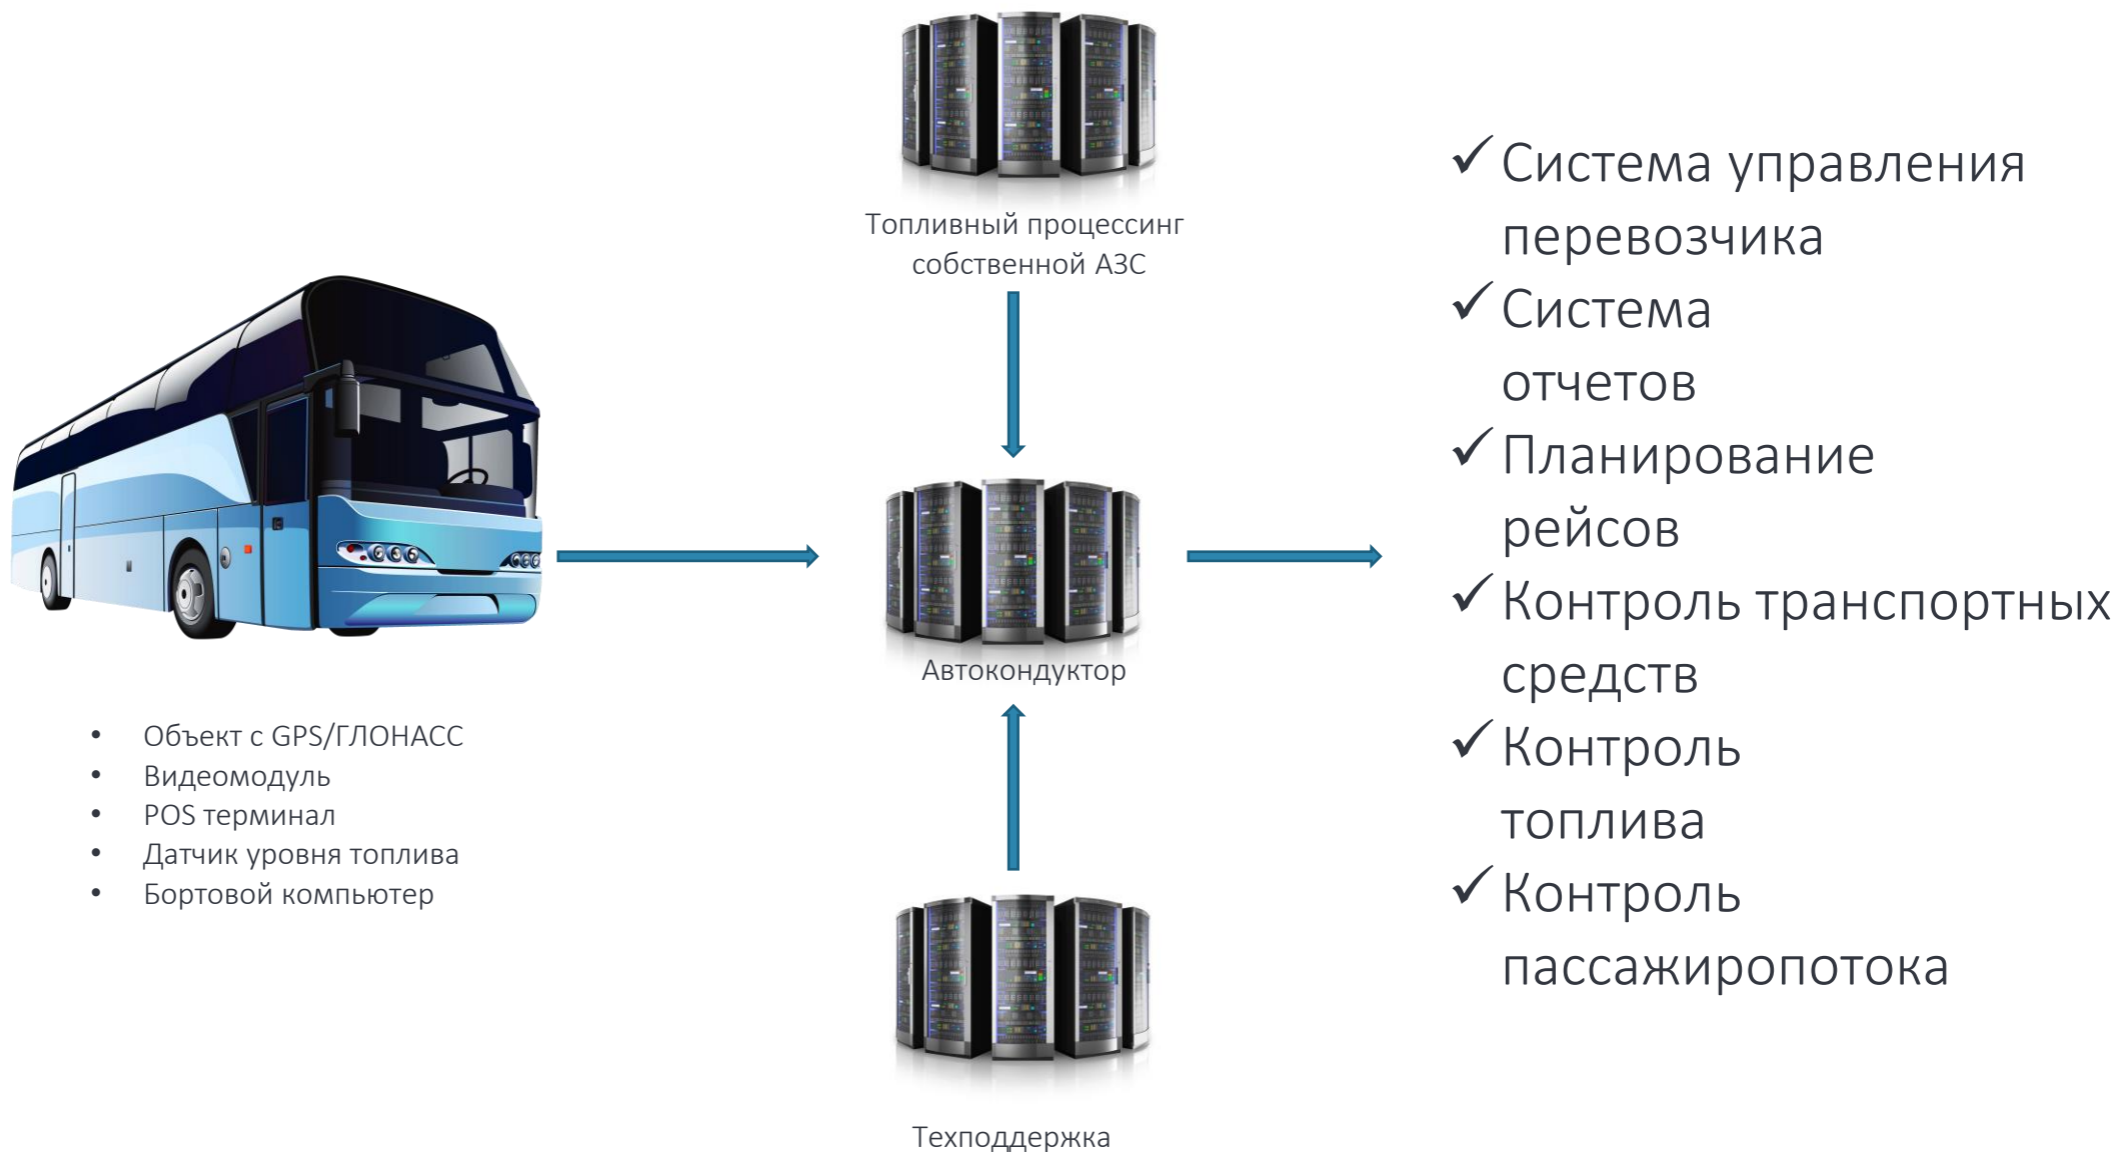 Топливный процессинг
собственной АЗС
Автокондуктор
Техподдержка
• Объект с GPS/ГЛОНАСС
• Видеомодуль
• POS терминал
• Датчик уровня топлива
• Бортовой компьютер
✓ Система управления
перевозчика
✓ Система
отчетов
✓ Планирование
рейсов
✓ Контроль транспортных
средств
✓ Контроль
топлива
✓ Контроль
пассажиропотока